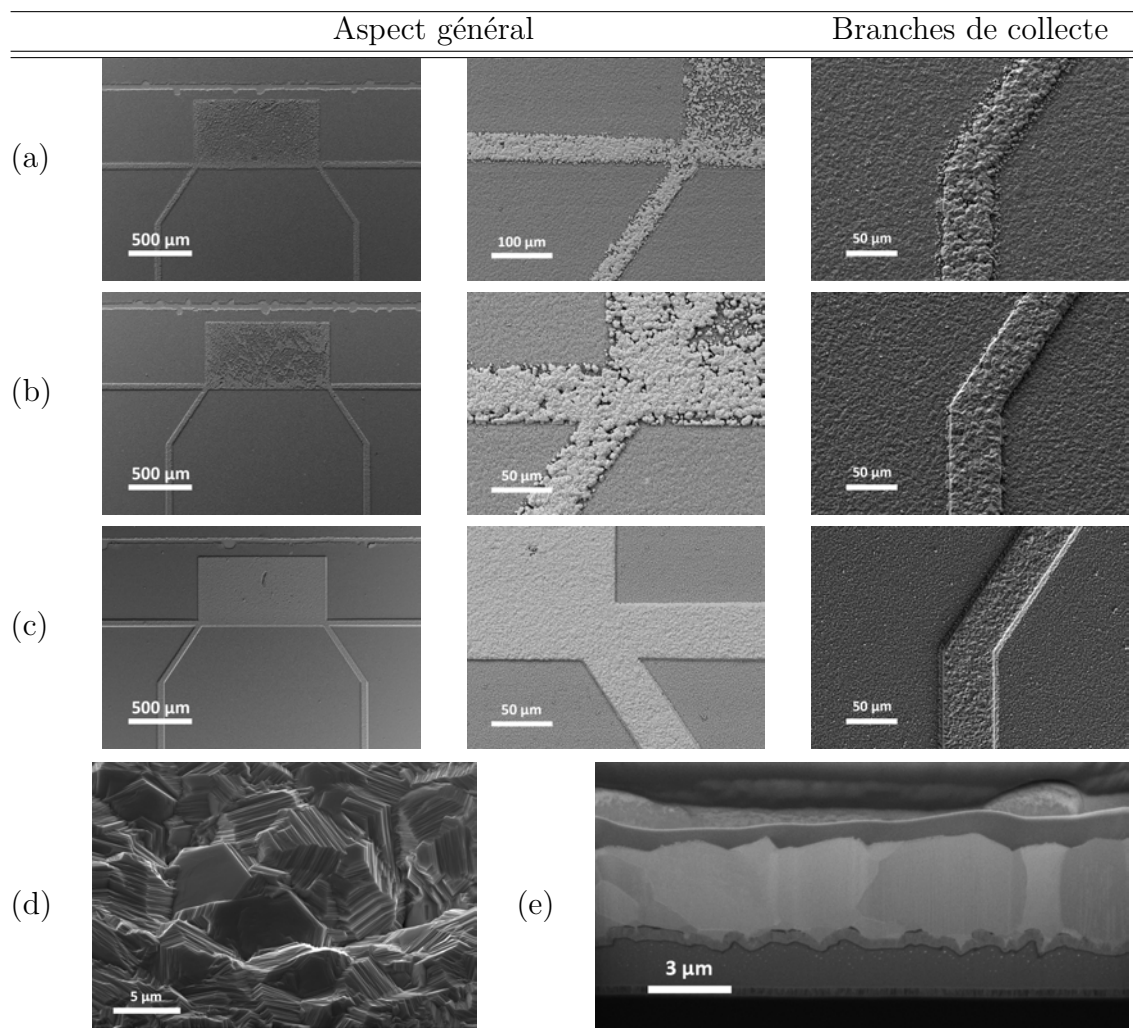 Aspect général Branches de collecte
(a)
500 µm 100 µm 50 µm
(b)
500 µm 50 µm 50 µm
(c)
500 µm 50 µm 50 µm
(d) (e)
5 µm 3 µm